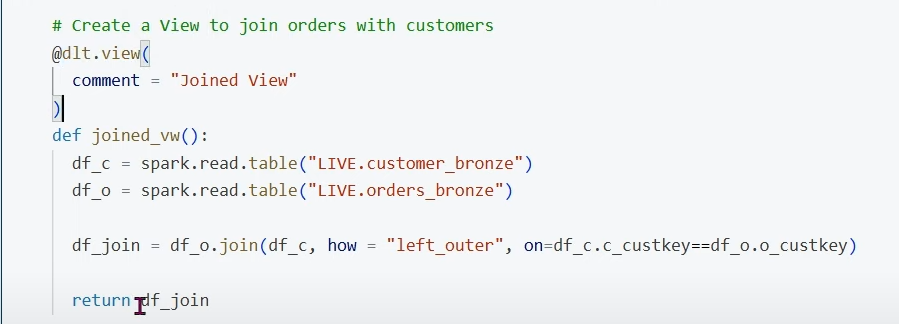 # Create a View to join orders with customers
@dlt.view(
comment = "Joined View"
)
def joined_vw():
df_c = spark.read.table("LIVE.customer_bronze")
df_o = spark.read.table("LIVE.orders_bronze")
df_join = df_o.join(df_c, how = "left_outer", on=df_c.c_custkey==df_o.o_custkey)
return df_join